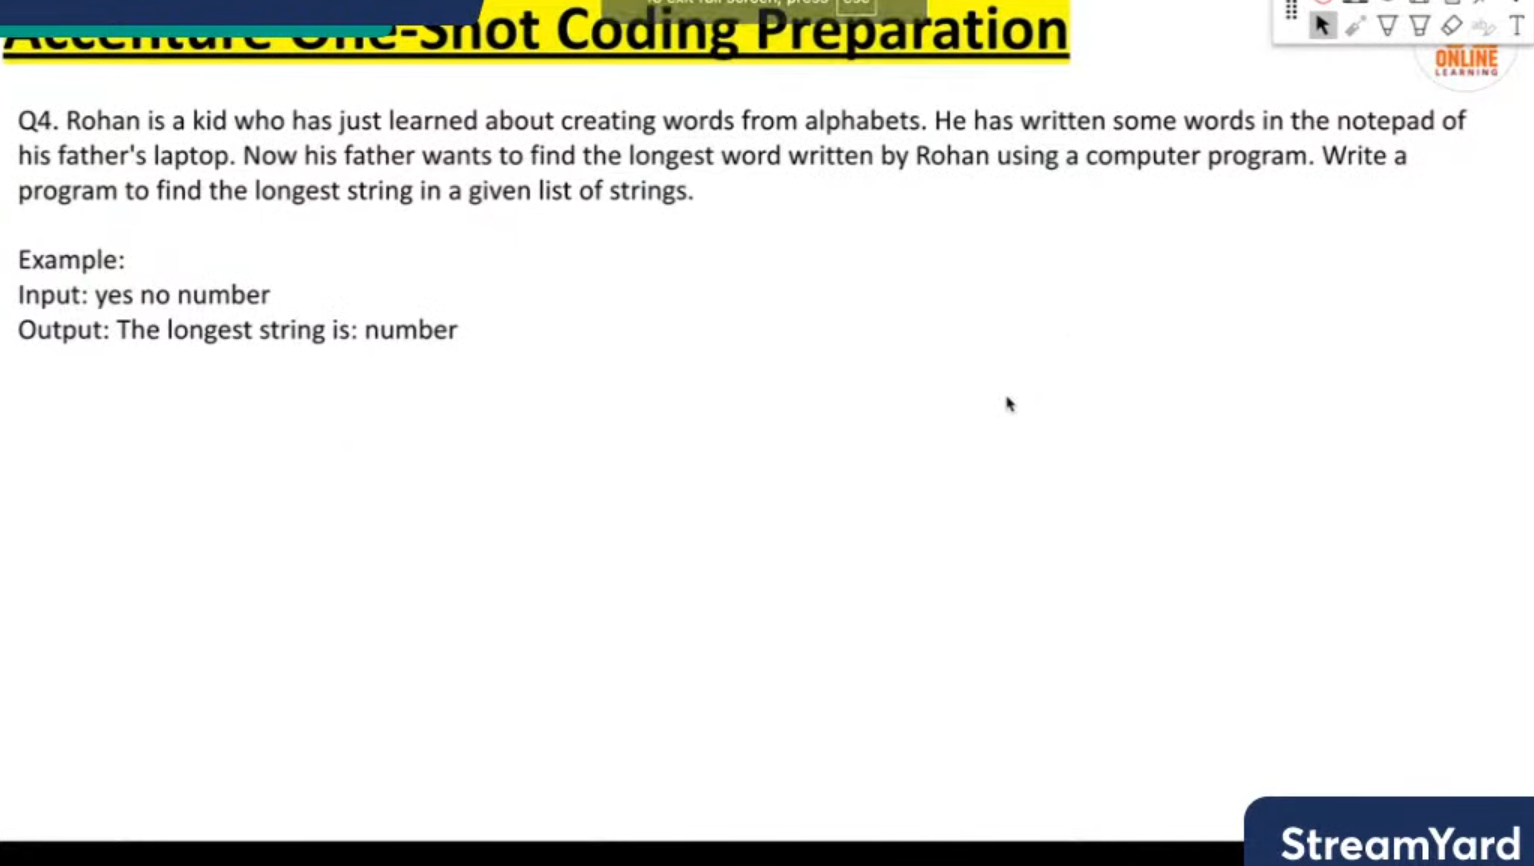 to exit full screen, press Esc
Accenture One-Shot Coding Preparation
ONLINE
LEARNING
T
Q4. Rohan is a kid who has just learned about creating words from alphabets. He has written some words in the notepad of
his father's laptop. Now his father wants to find the longest word written by Rohan using a computer program. Write a
program to find the longest string in a given list of strings.
Example:
Input: yes no number
Output: The longest string is: number
StreamYard